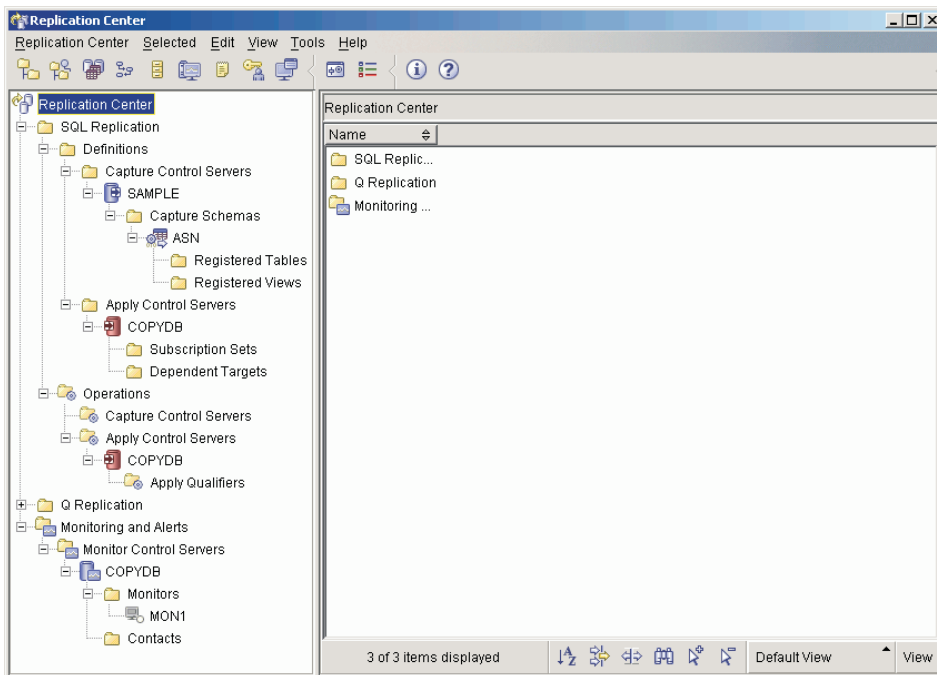 Replication Center
Replication Center Selected Edit View Tools Help
Replication Center
SQL Replication
Definitions
Capture Control Servers
SAMPLE
Capture Schemas
ASN
Registered Tables
Registered Views
Apply Control Servers
COPYDB
Subscription Sets
Dependent Targets
Operations
Capture Control Servers
Apply Control Servers
COPYDB
Apply Qualifiers
Q Replication
Monitoring and Alerts
Monitor Control Servers
COPYDB
Monitors
MON1
Contacts
Replication Center
Name
SQL Replic...
Q Replication
Monitoring ...
3 of 3 items displayed Default View View